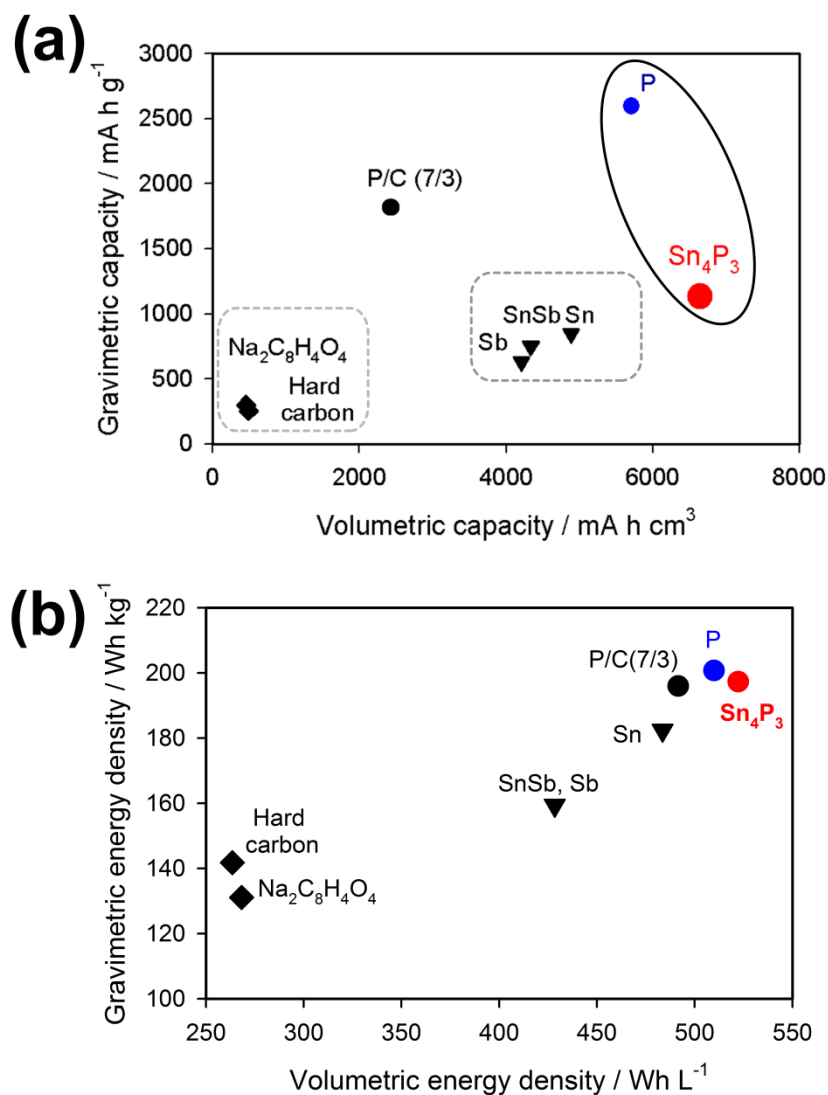 (a)
Gravimetric capacity / mA h g⁻¹
3000
2500
2000
1500
1000
500
0
P
P/C (7/3)
Sn₄P₃
SnSb Sn
Sb
Na₂C₈H₄O₄
Hard
carbon
0 2000 4000 6000 8000
Volumetric capacity / mA h cm³
(b)
Gravimetric energy density / Wh kg⁻¹
220
200
180
160
140
120
100
P
P/C(7/3)
Sn₄P₃
Sn
SnSb, Sb
Hard
carbon
Na₂C₈H₄O₄
250 300 350 400 450 500 550
Volumetric energy density / Wh L⁻¹